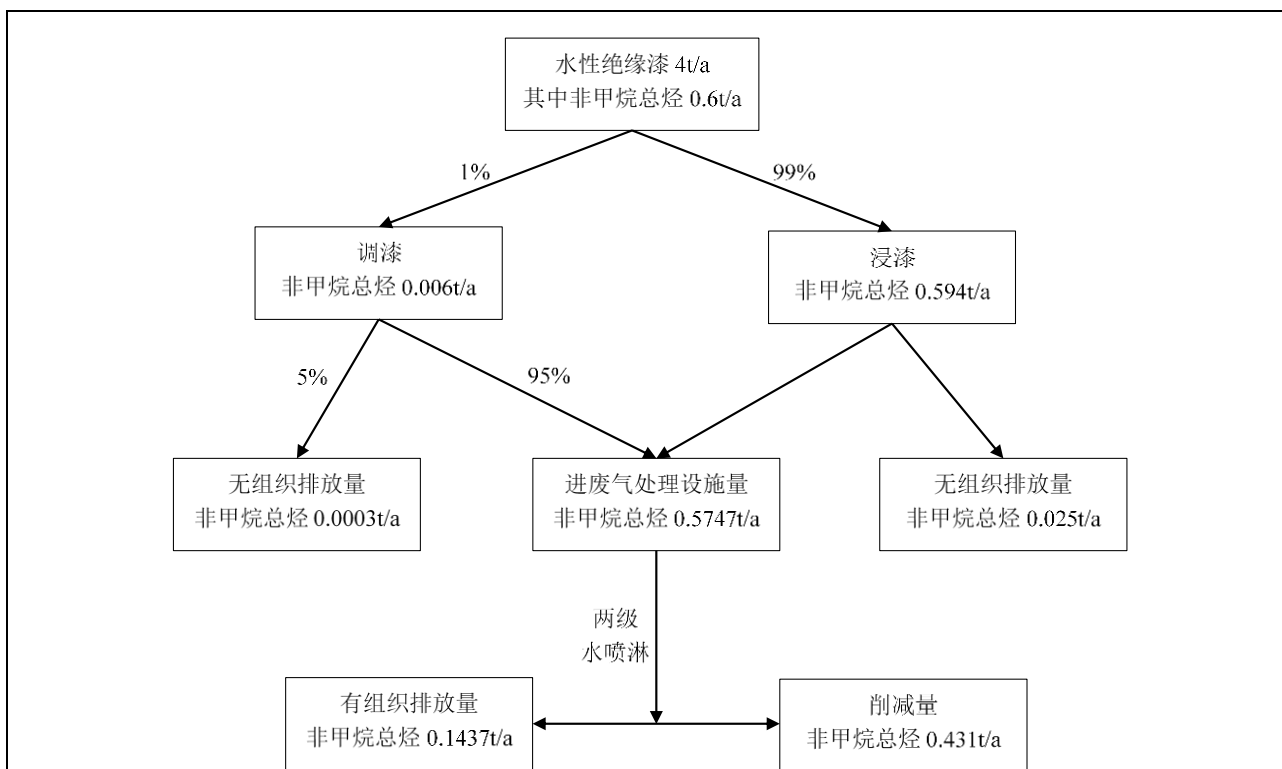 水性绝缘漆 4t/a
其中非甲烷总烃 0.6t/a
1%
99%
调漆
非甲烷总烃 0.006t/a
浸漆
非甲烷总烃 0.594t/a
5%
95%
无组织排放量
非甲烷总烃 0.0003t/a
进废气处理设施量
非甲烷总烃 0.5747t/a
无组织排放量
非甲烷总烃 0.025t/a
两级
水喷淋
有组织排放量
非甲烷总烃 0.1437t/a
削减量
非甲烷总烃 0.431t/a